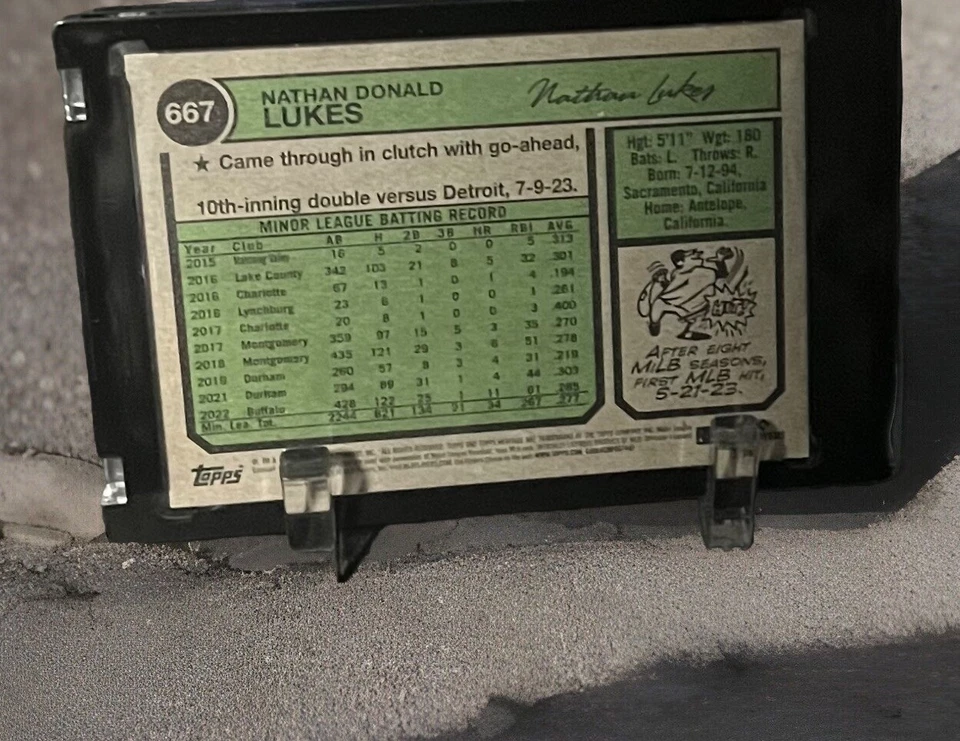 667
NATHAN DONALD
LUKES
Nathan Lukes
★ Came through in clutch with go-ahead,
10th-inning double versus Detroit, 7-9-23.
MINOR LEAGUE BATTING RECORD
Year Club AB H 2B 3B HR RBI AVG
2015 16 5 2 0 0 5 .313
2016 Lake County 342 103 21 8 5 32 .301
2016 Charlotte 67 13 1 0 1 4 .194
2016 Lynchburg 23 6 1 0 0 1 .261
2017 Charlotte 20 8 1 0 0 3 .400
2017 Montgomery 359 97 15 5 3 35 .270
2018 Montgomery 435 121 29 3 6 51 .278
2019 Durham 260 57 8 3 4 31 .219
2021 Durham 294 89 31 1 4 44 .303
2022 Buffalo 428 122 25 1 11 61 .285
Min. Lea. Tot. 2244 621 134 21 34 267 .277
Hgt: 5'11" Wgt: 180
Bats: L. Throws: R.
Born: 7-12-94,
Sacramento, California
Home: Antelope,
California.
AFTER EIGHT
MiLB SEASONS,
FIRST MLB HIT,
5-21-23.
Topps